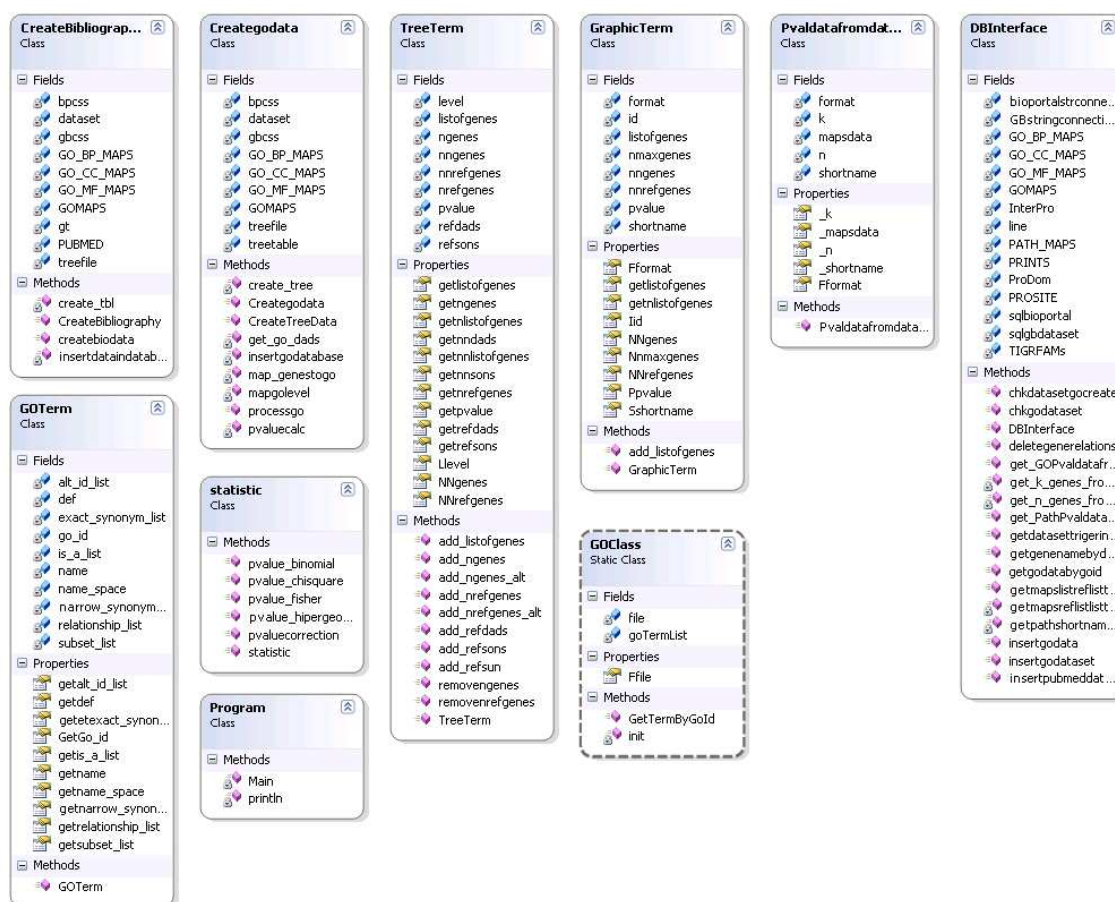 CreateBibliograp...
Class
Fields
bpcss
dataset
gbcss
GO_BP_MAPS
GO_CC_MAPS
GO_MF_MAPS
GOMAPS
gt
PUBMED
treefile
Methods
create_tbl
CreateBibliography
createbiodata
insertdataindatab...
GOTerm
Class
Fields
alt_id_list
def
exact_synonym_list
go_id
is_a_list
name
name_space
narrow_synonym...
relationship_list
subset_list
Properties
getalt_id_list
getdef
getetexact_synon...
GetGo_id
getis_a_list
getname
getname_space
getnarrow_synon...
getrelationship_list
getsubset_list
Methods
GOTerm
Creategodata
Class
Fields
bpcss
dataset
gbcss
GO_BP_MAPS
GO_CC_MAPS
GO_MF_MAPS
GOMAPS
treefile
treetable
Methods
create_tree
Creategodata
CreateTreeData
get_go_dads
insertgodatabase
map_genestogo
mapgolevel
processgo
pvaluecalc
statistic
Class
Methods
pvalue_binomial
pvalue_chisquare
pvalue_fisher
pvalue_hipergeo...
pvaluecorrection
statistic
Program
Class
Methods
Main
println
TreeTerm
Class
Fields
level
listofgenes
ngenes
nngenes
nnrefgenes
nrefgenes
pvalue
refdads
refsons
Properties
getlistofgenes
getngenes
getnlistofgenes
getnndads
getnnlistofgenes
getnnsons
getnrefgenes
getpvalue
getrefdads
getrefsons
Llevel
NNgenes
NNrefgenes
Methods
add_listofgenes
add_ngenes
add_ngenes_alt
add_nrefgenes
add_nrefgenes_alt
add_refdads
add_refsons
add_refsun
removengenes
removenrefgenes
TreeTerm
GraphicTerm
Class
Fields
format
id
listofgenes
nmaxgenes
nngenes
nnrefgenes
pvalue
shortname
Properties
Fformat
getlistofgenes
getnlistofgenes
Iid
NNgenes
Nnmaxgenes
NNrefgenes
Ppvalue
Sshortname
Methods
add_listofgenes
GraphicTerm
GOClass
Static Class
Fields
file
goTermList
Properties
Ffile
Methods
GetTermByGoId
init
Pvaldatafromdat...
Class
Fields
format
k
mapsdata
n
shortname
Properties
_k
_mapsdata
_n
_shortname
Fformat
Methods
Pvaldatafromdata...
DBInterface
Class
Fields
bioportalstrconne...
GBstringconnecti...
GO_BP_MAPS
GO_CC_MAPS
GO_MF_MAPS
GOMAPS
InterPro
line
PATH_MAPS
PRINTS
ProDom
PROSITE
sqlbioportal
sqlgbdataset
TIGRFAMs
Methods
chkdatasetgocreate
chkgodataset
DBInterface
deletegenerelations
get_GOPvaldatafr...
get_k_genes_fro...
get_n_genes_fro...
get_PathPvaldata...
getdatasettrigerin...
getgenenamebyd...
getgodatabygoid
getmapslistreflistt...
getmapsreflistlistt...
getpathshortnam...
insertgodata
insertgodataset
insertpubmeddat...